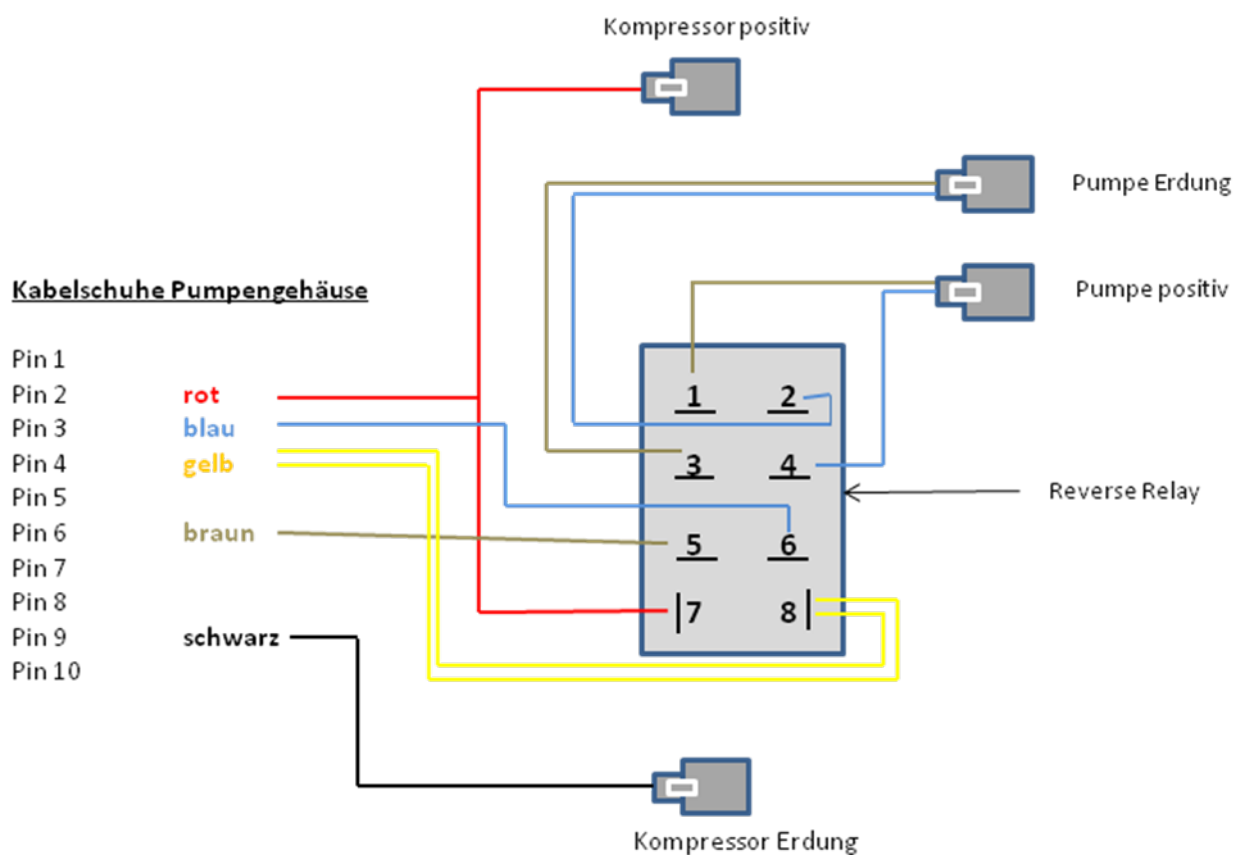 Kompressor positiv
Pumpe Erdung
Pumpe positiv
Kabelschuhe Pumpengehäuse
Pin 1
Pin 2 rot
Pin 3 blau
Pin 4 gelb
Pin 5
Pin 6 braun
Pin 7
Pin 8
Pin 9 schwarz
Pin 10
1 2
3 4
5 6
7 8
Reverse Relay
Kompressor Erdung